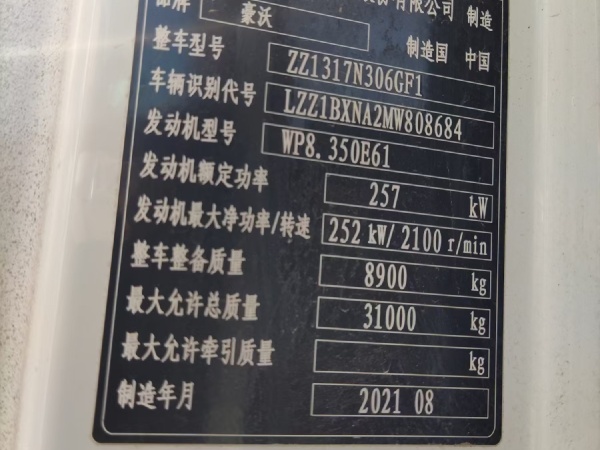 有限公司 制造
品牌 豪沃
制造国 中国
整车型号 ZZ1317N306GF1
车辆识别代号 LZZ1BXNA2MW808684
发动机型号 WP8.350E61
发动机额定功率 257 kW
发动机最大净功率/转速 252 kW/ 2100 r/min
整车整备质量 8900 kg
最大允许总质量 31000 kg
最大允许牵引质量 kg
制造年月 2021 08